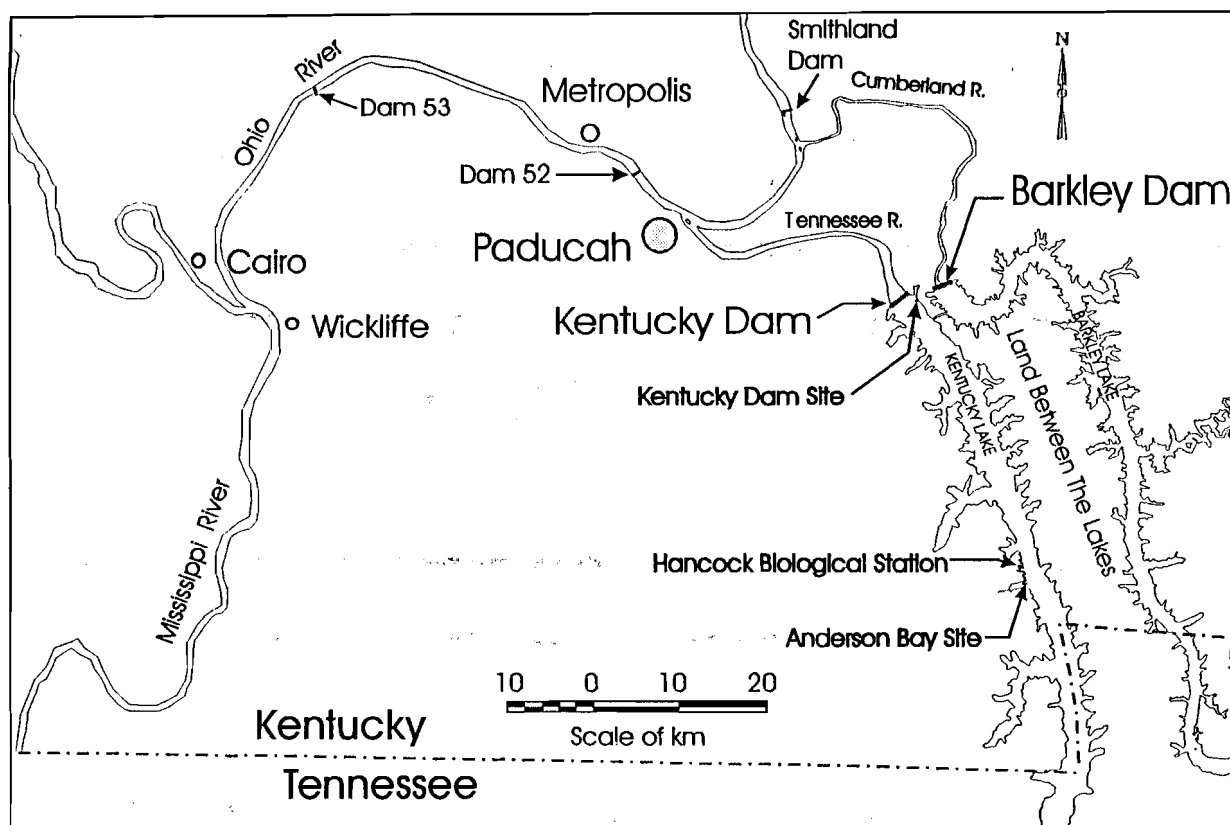 Smithland
Dam
N
River
Cumberland R.
Metropolis
Dam 53
Ohio
Dam 52
Barkley Dam
Tennessee R.
Paducah
Cairo
Kentucky Dam
Wickliffe
Land Between The Lakes
BARKLEY LAKE
KENTUCKY LAKE
Kentucky Dam Site
Mississippi River
Hancock Biological Station
Anderson Bay Site
10 0 10 20
Scale of km
Kentucky
Tennessee